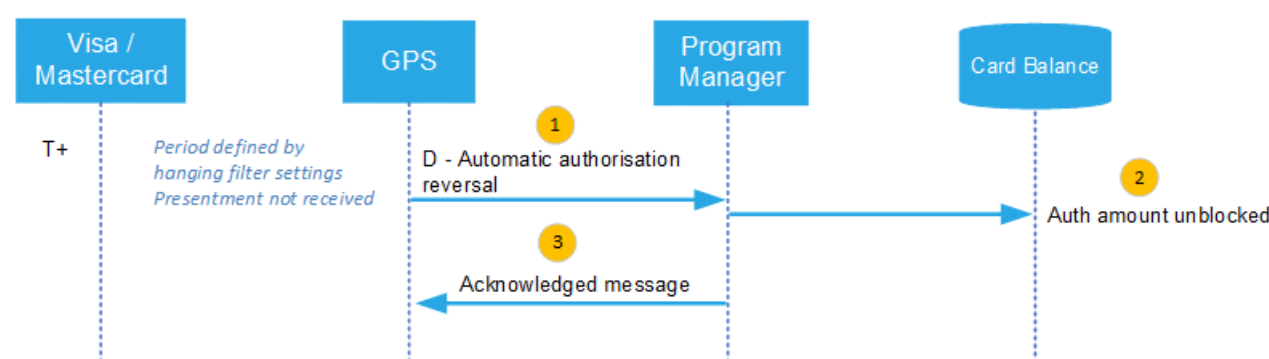 Visa /
Mastercard
GPS
Program
Manager
Card Balance
T+
Period defined by
hanging filter settings
Presentment not received
1
D - Automatic authorisation
reversal
2
Auth amount unblocked
3
Acknowledged message